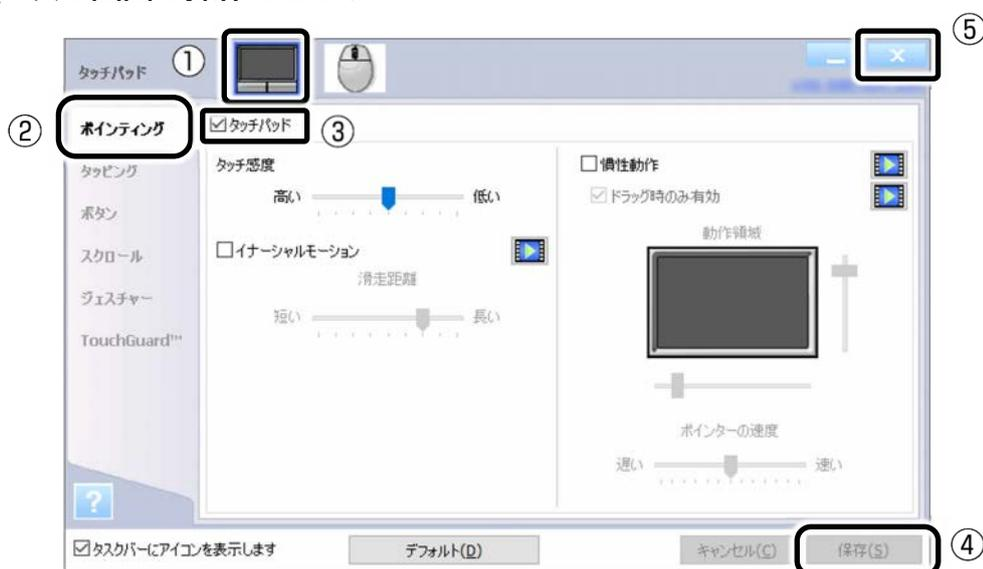 ⑤
タッチパッド ①
② ポインティング ☑タッチパッド ③
タッピング
ボタン
スクロール
ジェスチャー
TouchGuard™
タッチ感度
高い 低い
□イナーシャルモーション
滑走距離
短い 長い
□慣性動作
☑ドラッグ時のみ有効
動作領域
ポインターの速度
遅い 速い
?
☑タスクバーにアイコンを表示します デフォルト(D) キャンセル(C) 保存(S) ④